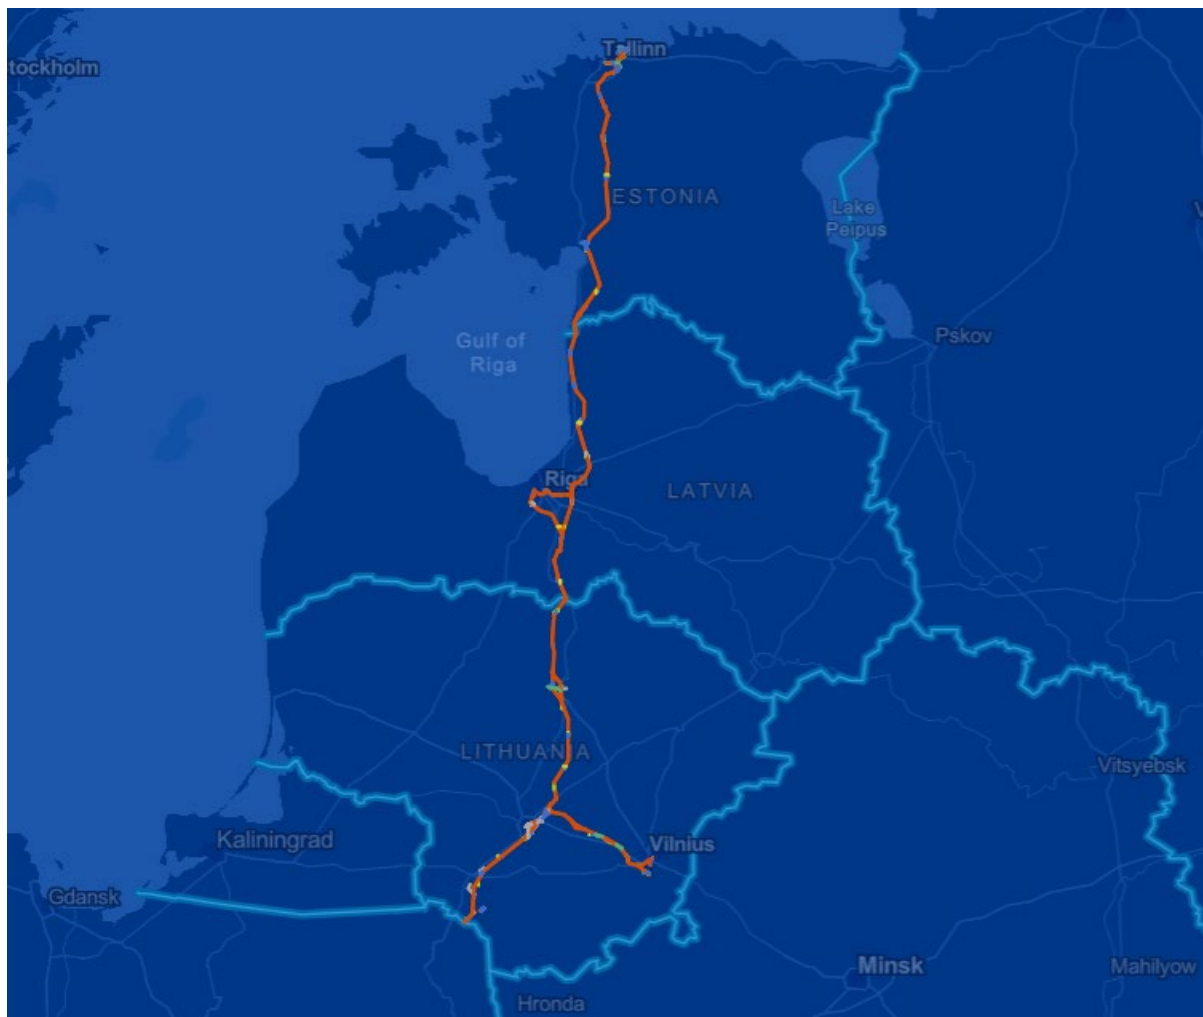 Tallinn
tockholm
ESTONIA
Lake
Peipus
Gulf of
Riga
Pskov
Riga
LATVIA
LITHUANIA
Vitsyebsk
Kaliningrad
Vilnius
Gdansk
Minsk
Mahilyow
Hronda